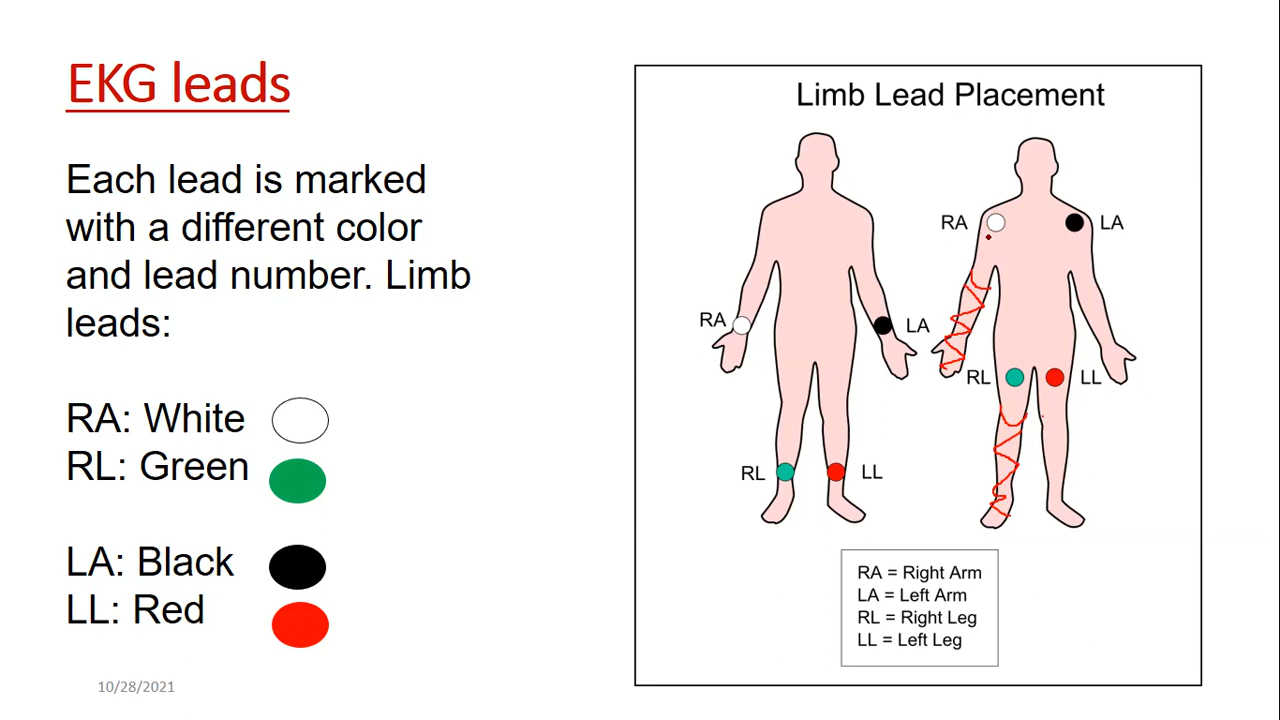 EKG leads
Each lead is marked
with a different color
and lead number. Limb
leads:
RA: White
RL: Green
LA: Black
LL: Red
10/28/2021
Limb Lead Placement
RA
LA
RL
LL
RA
LA
RL
LL
RA = Right Arm
LA = Left Arm
RL = Right Leg
LL = Left Leg